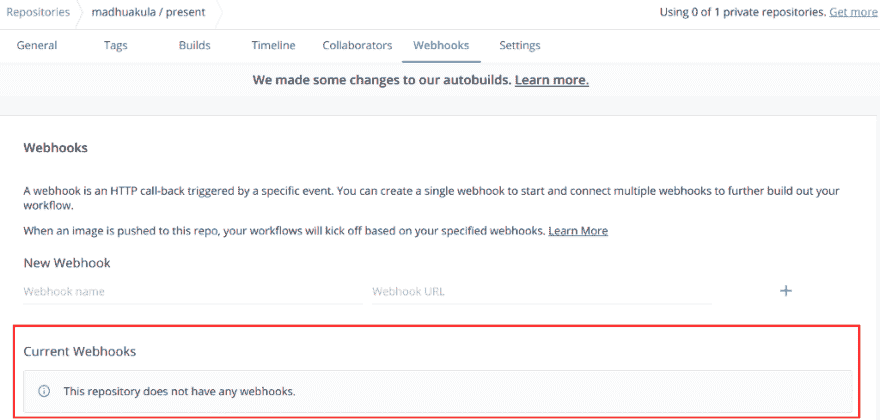 Repositories madhuakula / present Using 0 of 1 private repositories. Get more
General Tags Builds Timeline Collaborators Webhooks Settings
We made some changes to our autobuilds. Learn more.
Webhooks
A webhook is an HTTP call-back triggered by a specific event. You can create a single webhook to start and connect multiple webhooks to further build out your
workflow.
When an image is pushed to this repo, your workflows will kick off based on your specified webhooks. Learn More
New Webhook
Webhook name Webhook URL +
Current Webhooks
This repository does not have any webhooks.